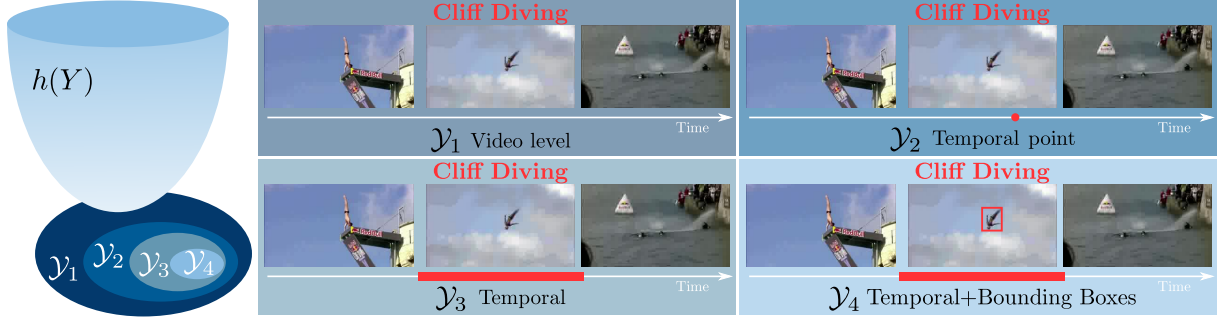 h(Y)
𝒴₁
𝒴₂
𝒴₃
𝒴₄
Cliff Diving
Time
𝒴₁ Video level
Cliff Diving
Time
𝒴₂ Temporal point
Cliff Diving
Time
𝒴₃ Temporal
Cliff Diving
Time
𝒴₄ Temporal+Bounding Boxes